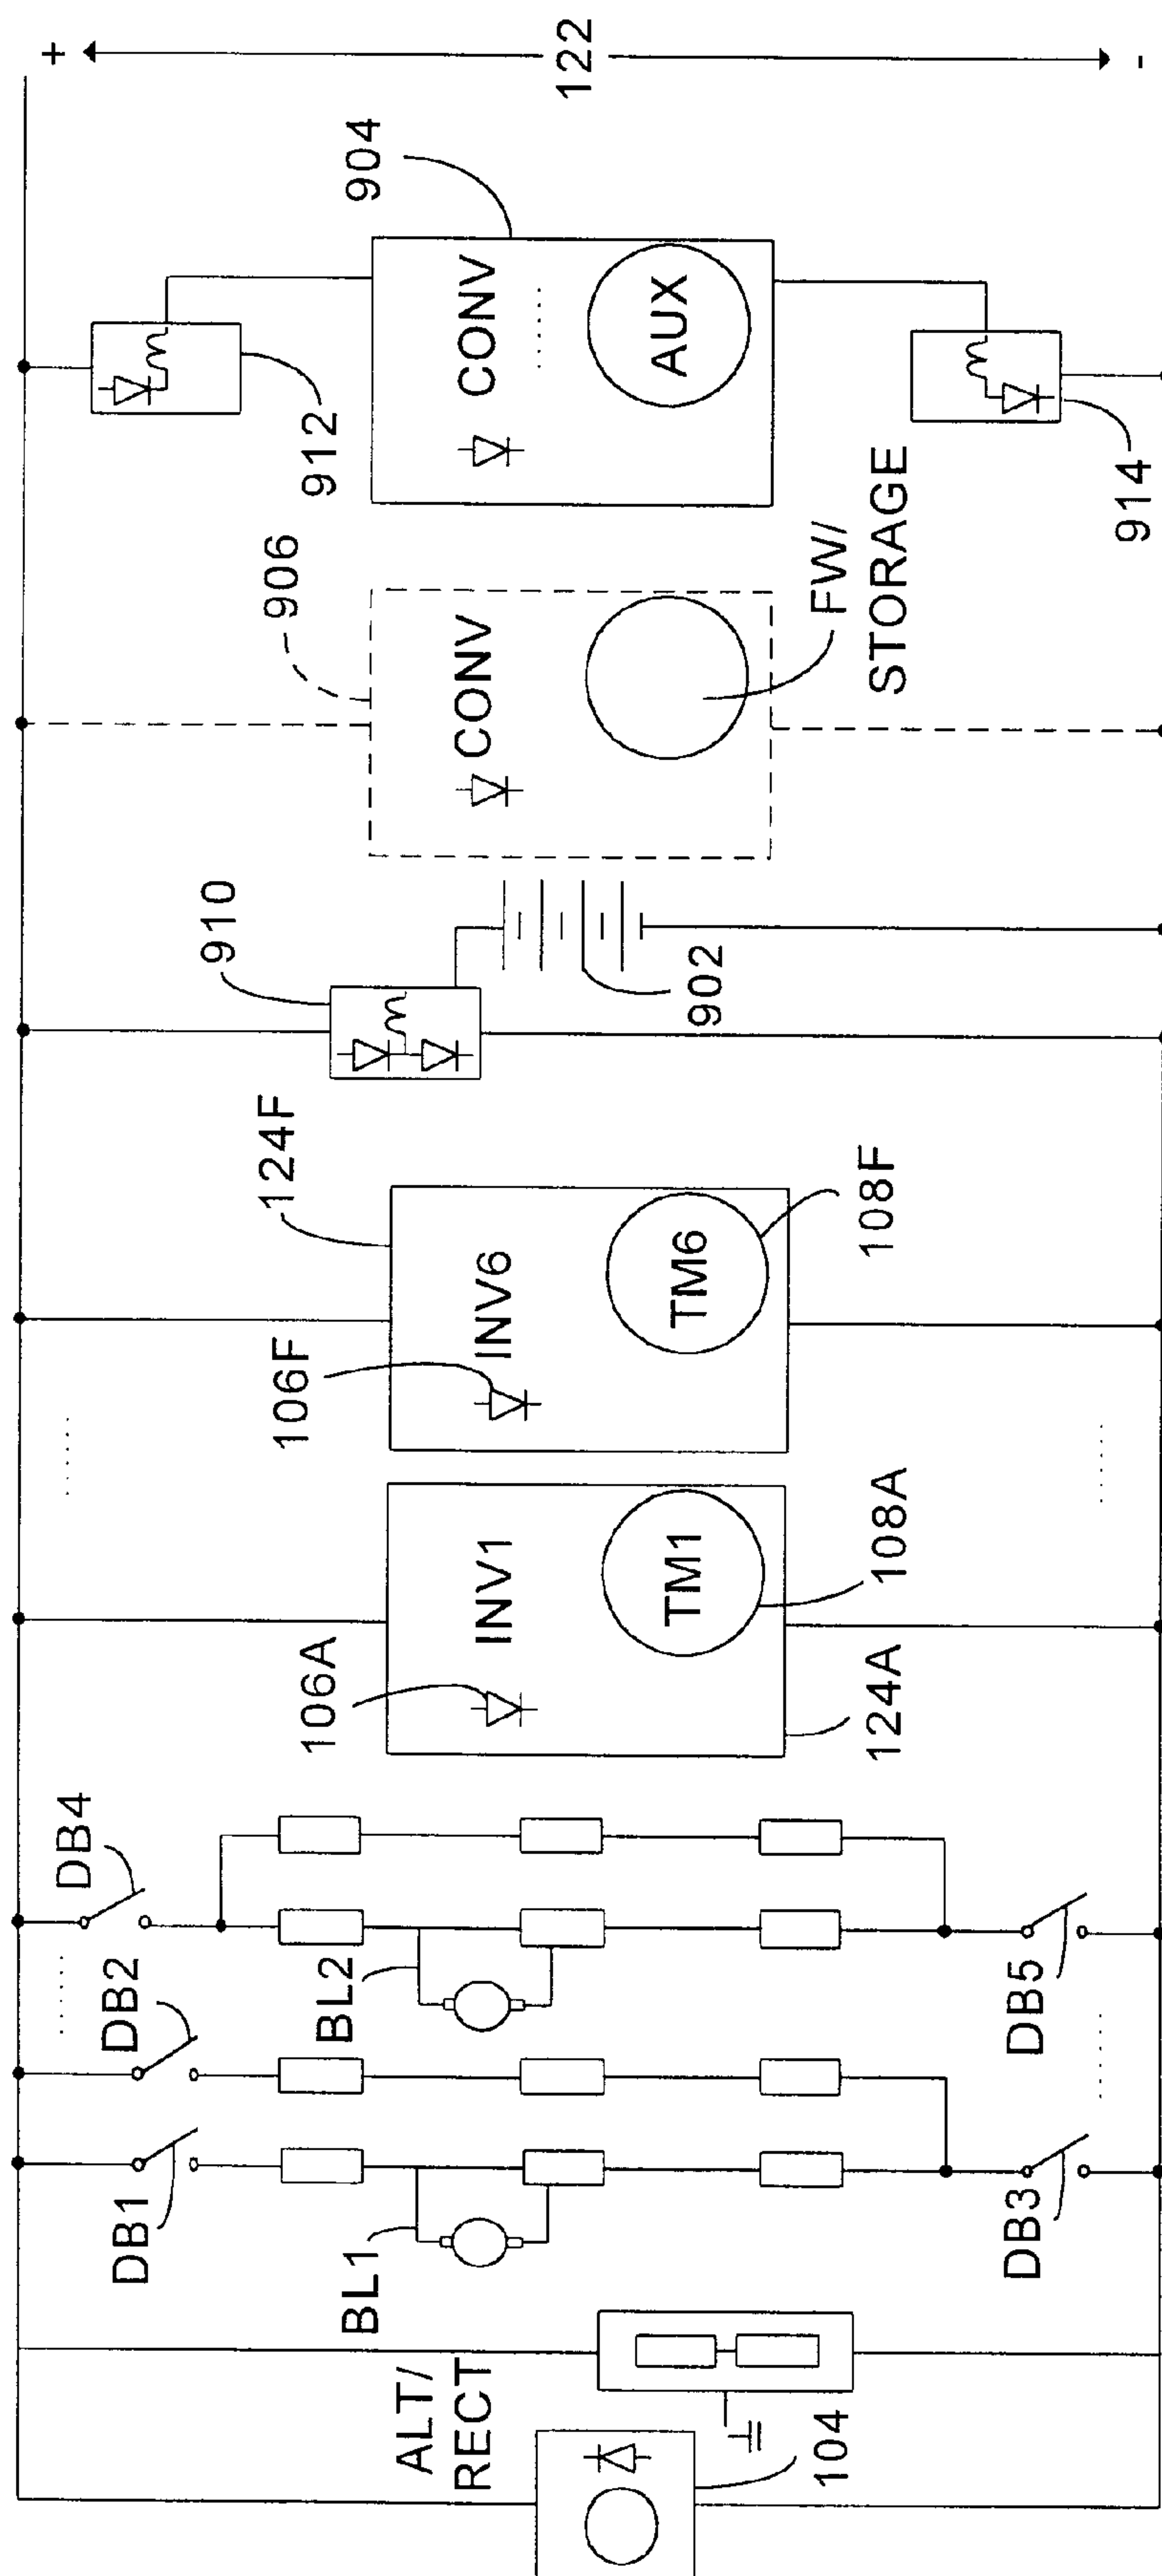 +
122
-
904
CONV
.....
AUX
912
914
906
CONV
FW/
STORAGE
910
902
124F
INV6
106F
TM6
108F
.....
.....
INV1
106A
TM1
108A
124A
DB4
DB2
.....
BL2
DB5
.....
DB1
BL1
DB3
ALT/
RECT
104